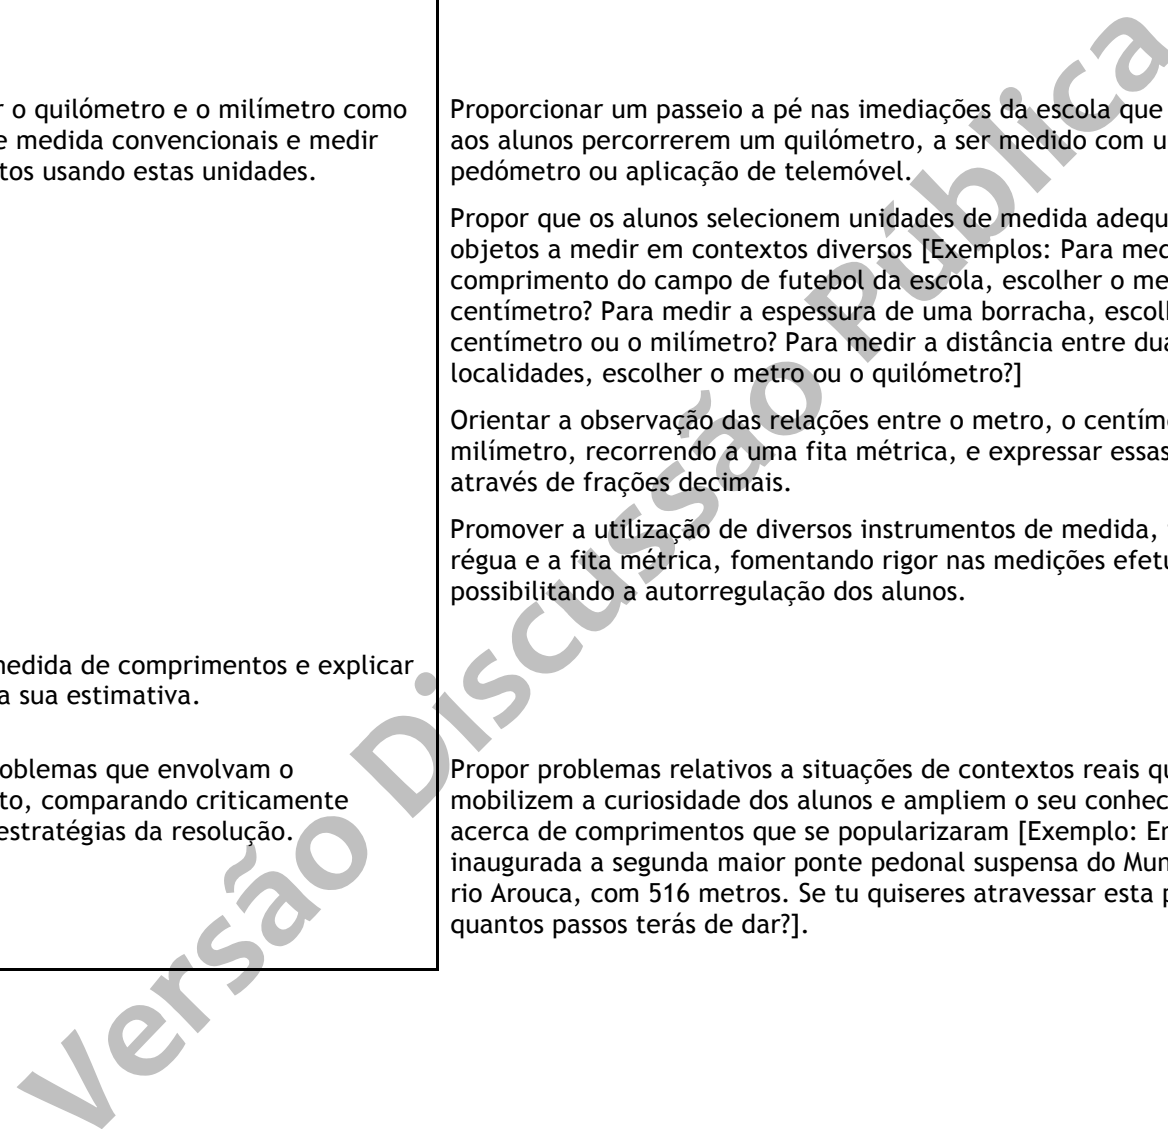 r o quilómetro e o milímetro como
e medida convencionais e medir
tos usando estas unidades.
nedida de comprimentos e explicar
a sua estimativa.
oblemas que envolvam o
to, comparando criticamente
estratégias da resolução.
Proporcionar um passeio a pé nas imediações da escola que
aos alunos percorrerem um quilómetro, a ser medido com u
pedómetro ou aplicação de telemóvel.
Propor que os alunos selecionem unidades de medida adequ
objetos a medir em contextos diversos [Exemplos: Para med
comprimento do campo de futebol da escola, escolher o me
centímetro? Para medir a espessura de uma borracha, escoll
centímetro ou o milímetro? Para medir a distância entre dua
localidades, escolher o metro ou o quilómetro?]
Orientar a observação das relações entre o metro, o centím
milímetro, recorrendo a uma fita métrica, e expressar essas
através de frações decimais.
Promover a utilização de diversos instrumentos de medida,
régua e a fita métrica, fomentando rigor nas medições efetu
possibilitando a autorregulação dos alunos.
Propor problemas relativos a situações de contextos reais qu
mobilizem a curiosidade dos alunos e ampliem o seu conhec
acerca de comprimentos que se popularizaram [Exemplo: En
inaugurada a segunda maior ponte pedonal suspensa do Mun
rio Arouca, com 516 metros. Se tu quiseres atravessar esta p
quantos passos terás de dar?].
Versão Discussão Pública